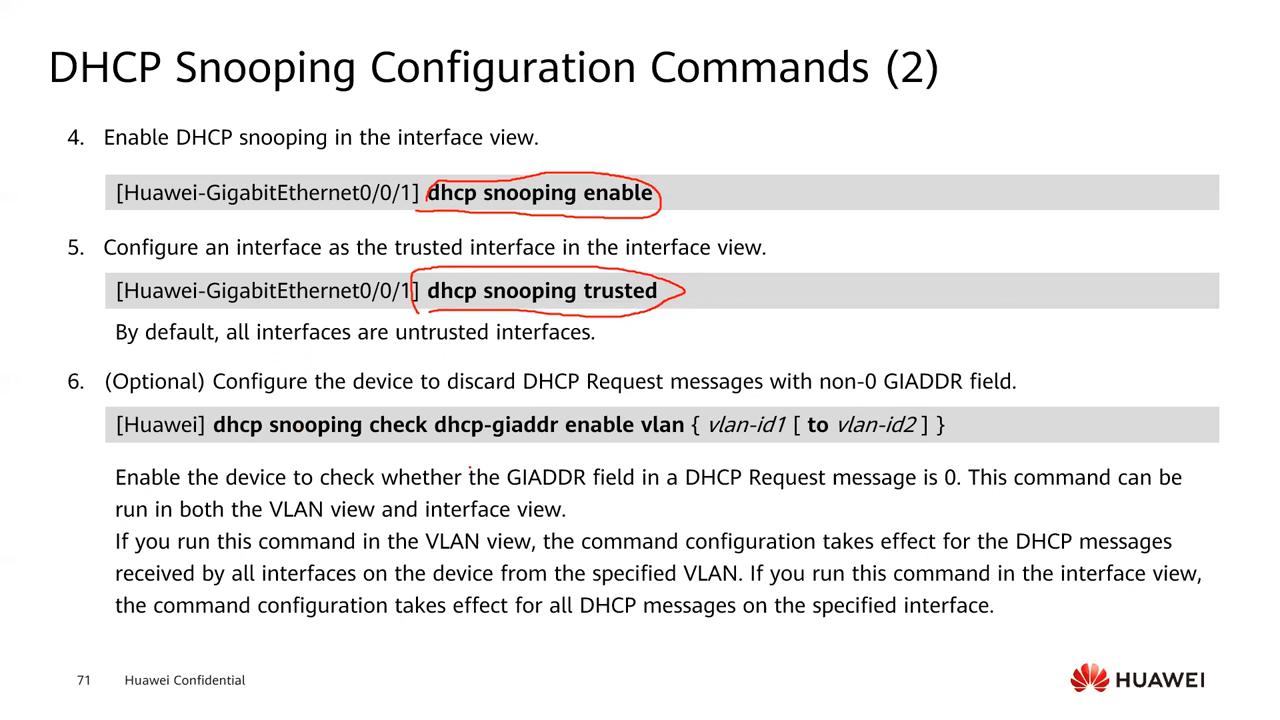 DHCP Snooping Configuration Commands (2)
4. Enable DHCP snooping in the interface view.
[Huawei-GigabitEthernet0/0/1] dhcp snooping enable
5. Configure an interface as the trusted interface in the interface view.
[Huawei-GigabitEthernet0/0/1] dhcp snooping trusted
By default, all interfaces are untrusted interfaces.
6. (Optional) Configure the device to discard DHCP Request messages with non-0 GIADDR field.
[Huawei] dhcp snooping check dhcp-giaddr enable vlan { vlan-id1 [ to vlan-id2 ] }
Enable the device to check whether the GIADDR field in a DHCP Request message is 0. This command can be
run in both the VLAN view and interface view.
If you run this command in the VLAN view, the command configuration takes effect for the DHCP messages
received by all interfaces on the device from the specified VLAN. If you run this command in the interface view,
the command configuration takes effect for all DHCP messages on the specified interface.
71 Huawei Confidential
HUAWEI